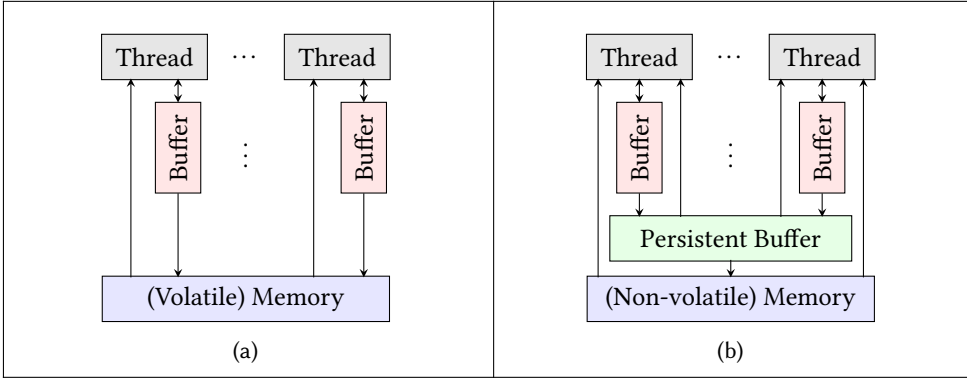 Thread ⋯ Thread
Buffer ⋮ Buffer
(Volatile) Memory
(a)
Thread ⋯ Thread
Buffer ⋮ Buffer
Persistent Buffer
(Non-volatile) Memory
(b)